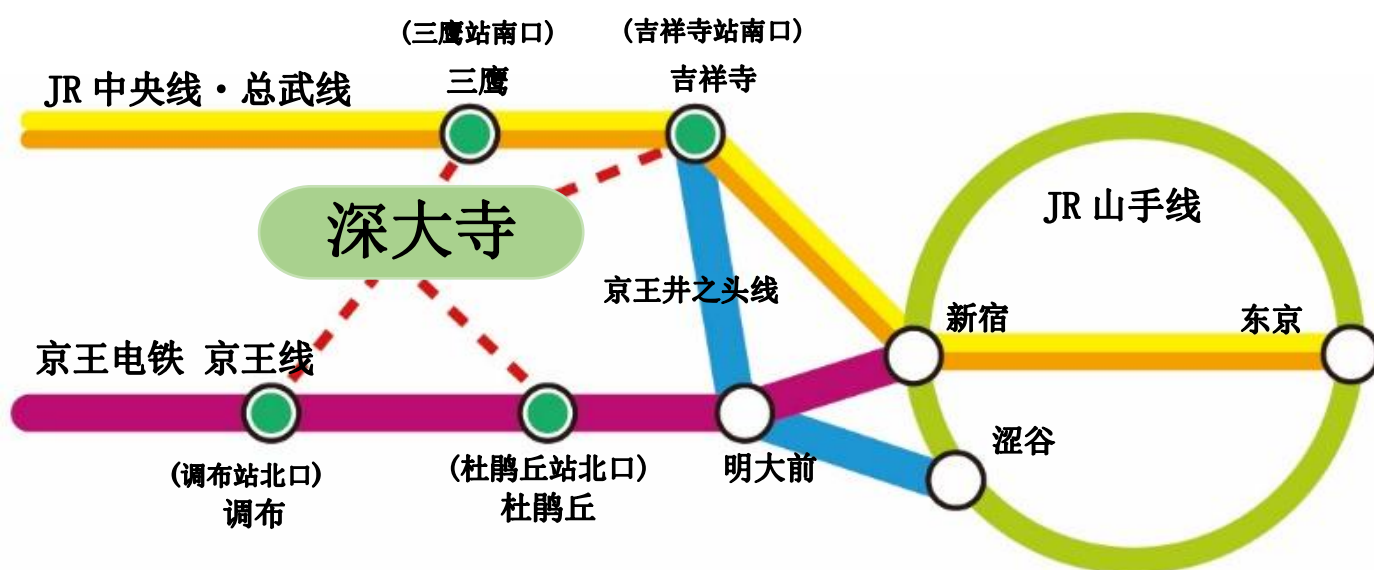 (三鹰站南口)
三鹰
(吉祥寺站南口)
吉祥寺
JR 中央线·总武线
深大寺
JR 山手线
京王井之头线
新宿
东京
京王电铁 京王线
涩谷
明大前
(调布站北口)
调布
(杜鹃丘站北口)
杜鹃丘